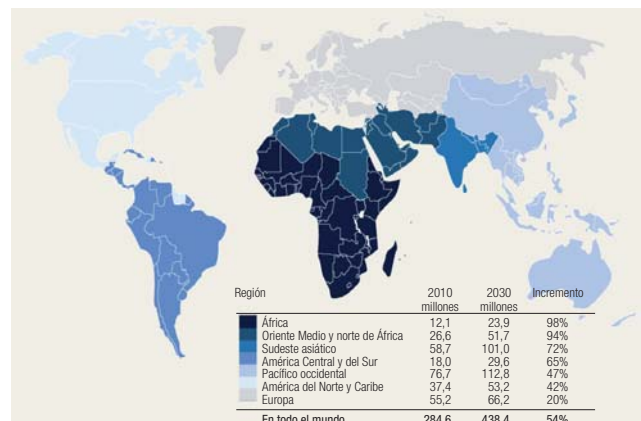 Región 2010 2030 Incremento
millones millones
África 12,1 23,9 98%
Oriente Medio y norte de África 26,6 51,7 94%
Sudeste asiático 58,7 101,0 72%
América Central y del Sur 18,0 29,6 65%
Pacífico occidental 76,7 112,8 47%
América del Norte y Caribe 37,4 53,2 42%
Europa 55,2 66,2 20%
En todo el mundo 284,6 438,4 54%